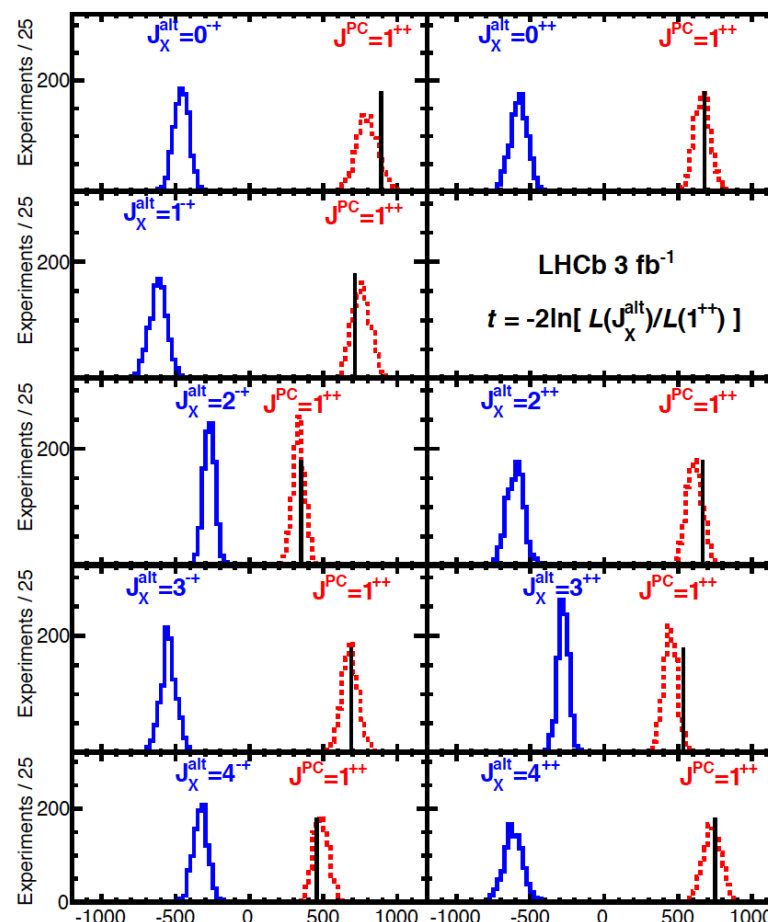 J_X^alt=0^-+ J^PC=1^++ J_X^alt=0^++ J^PC=1^++
Experiments / 25
200
J_X^alt=1^-+ J^PC=1^++
Experiments / 25
200
LHCb 3 fb^-1
t = -2ln[ L(J_X^alt)/L(1^++) ]
J_X^alt=2^-+ J^PC=1^++ J_X^alt=2^++ J^PC=1^++
Experiments / 25
200
J_X^alt=3^-+ J^PC=1^++ J_X^alt=3^++ J^PC=1^++
Experiments / 25
200
J_X^alt=4^-+ J^PC=1^++ J_X^alt=4^++ J^PC=1^++
Experiments / 25
200
0
-1000 -500 0 500 1000 -1000 -500 0 500